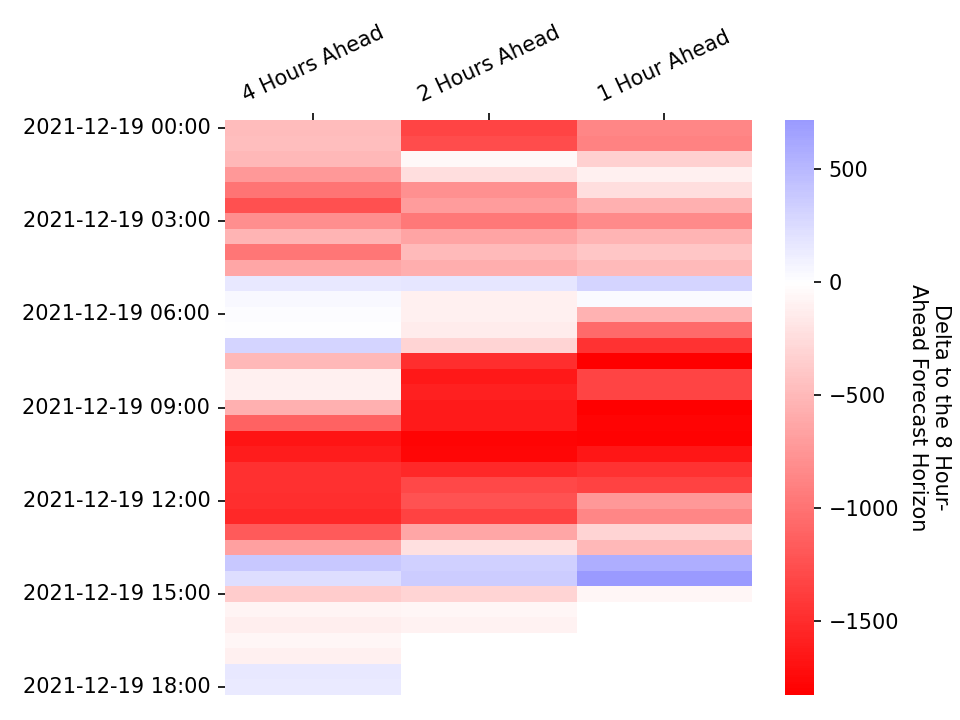 4 Hours Ahead
2 Hours Ahead
1 Hour Ahead
2021-12-19 00:00
2021-12-19 03:00
2021-12-19 06:00
2021-12-19 09:00
2021-12-19 12:00
2021-12-19 15:00
2021-12-19 18:00
500
0
−500
−1000
−1500
Delta to the 8 Hour-
Ahead Forecast Horizon